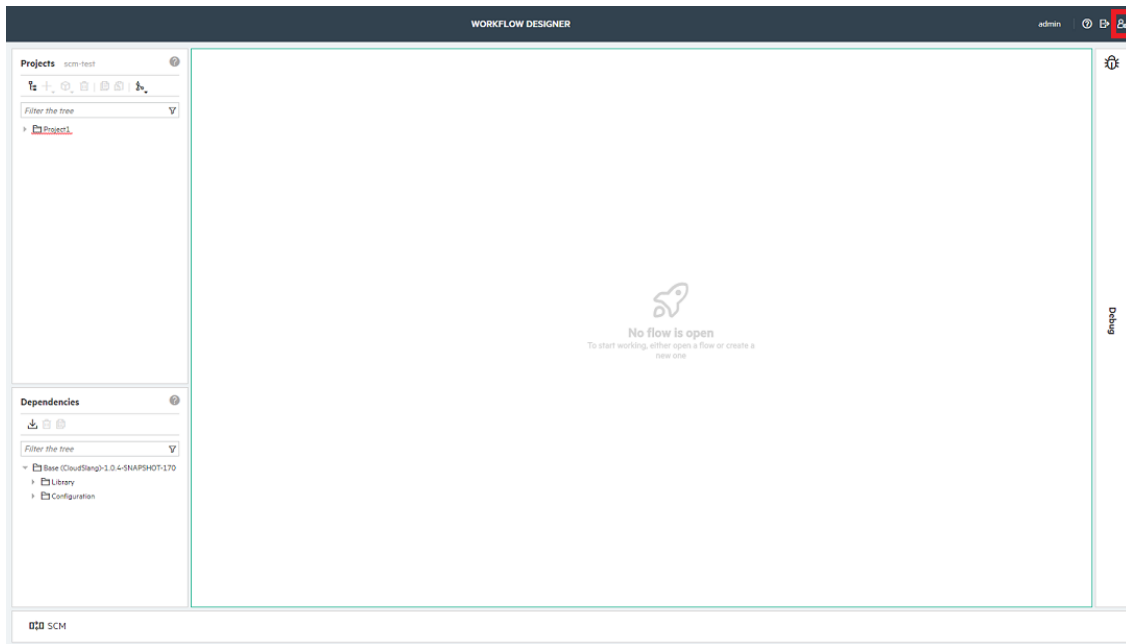 WORKFLOW DESIGNER
admin
Projects scm-test
Filter the tree
Project1
No flow is open
To start working, either open a flow or create a
new one
Debug
Dependencies
Filter the tree
Base (CloudSlang)-1.0.4-SNAPSHOT-170
Library
Configuration
SCM